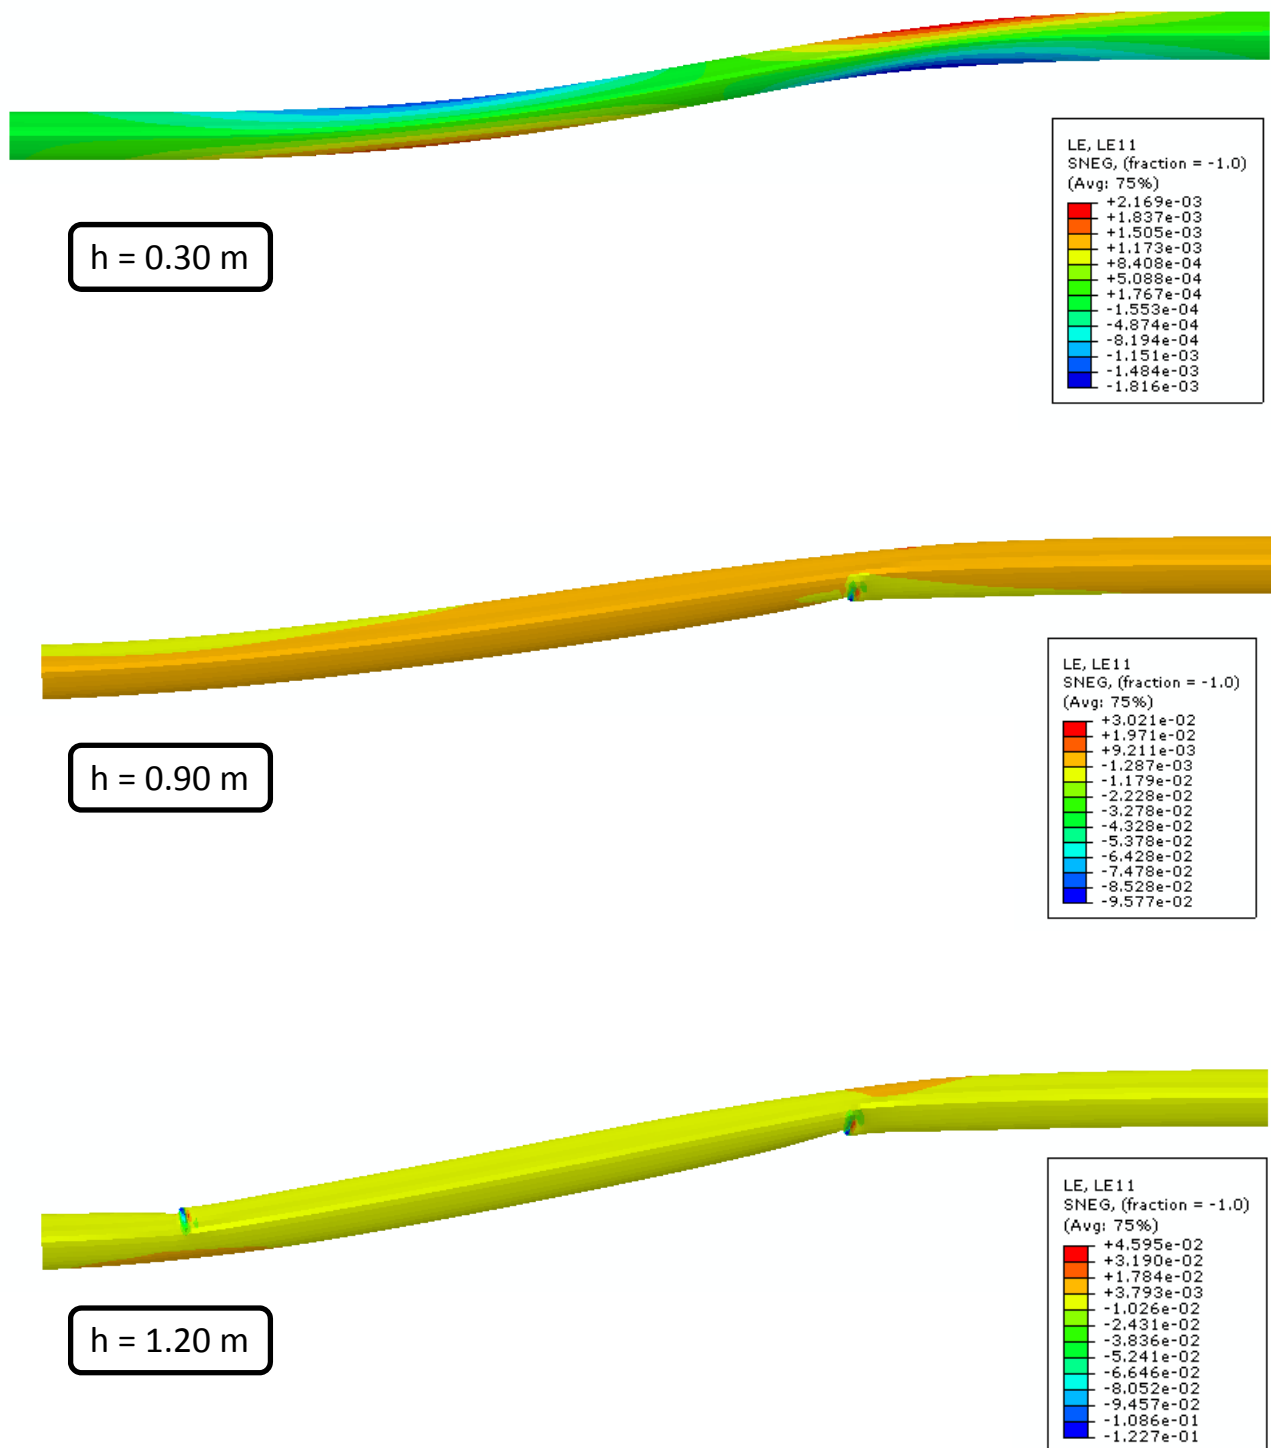 LE, LE11
SNEG, (fraction = -1.0)
(Avg: 75%)
+2.169e-03
+1.837e-03
+1.505e-03
+1.173e-03
+8.408e-04
+5.088e-04
+1.767e-04
-1.553e-04
-4.874e-04
-8.194e-04
-1.151e-03
-1.484e-03
-1.816e-03
h = 0.30 m
LE, LE11
SNEG, (fraction = -1.0)
(Avg: 75%)
+3.021e-02
+1.971e-02
+9.211e-03
-1.287e-03
-1.179e-02
-2.228e-02
-3.278e-02
-4.328e-02
-5.378e-02
-6.428e-02
-7.478e-02
-8.528e-02
-9.577e-02
h = 0.90 m
LE, LE11
SNEG, (fraction = -1.0)
(Avg: 75%)
+4.595e-02
+3.190e-02
+1.784e-02
+3.793e-03
-1.026e-02
-2.431e-02
-3.836e-02
-5.241e-02
-6.646e-02
-8.052e-02
-9.457e-02
-1.086e-01
-1.227e-01
h = 1.20 m